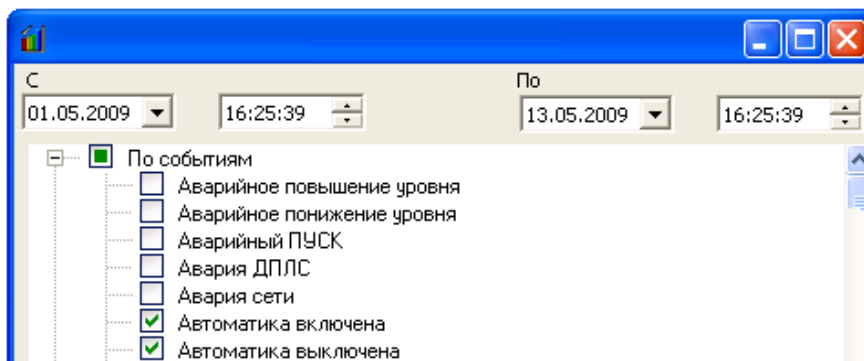 С По
01.05.2009 16:25:39 13.05.2009 16:25:39
По событиям
Аварийное повышение уровня
Аварийное понижение уровня
Аварийный ПУСК
Авария ДПЛС
Авария сети
Автоматика включена
Автоматика выключена